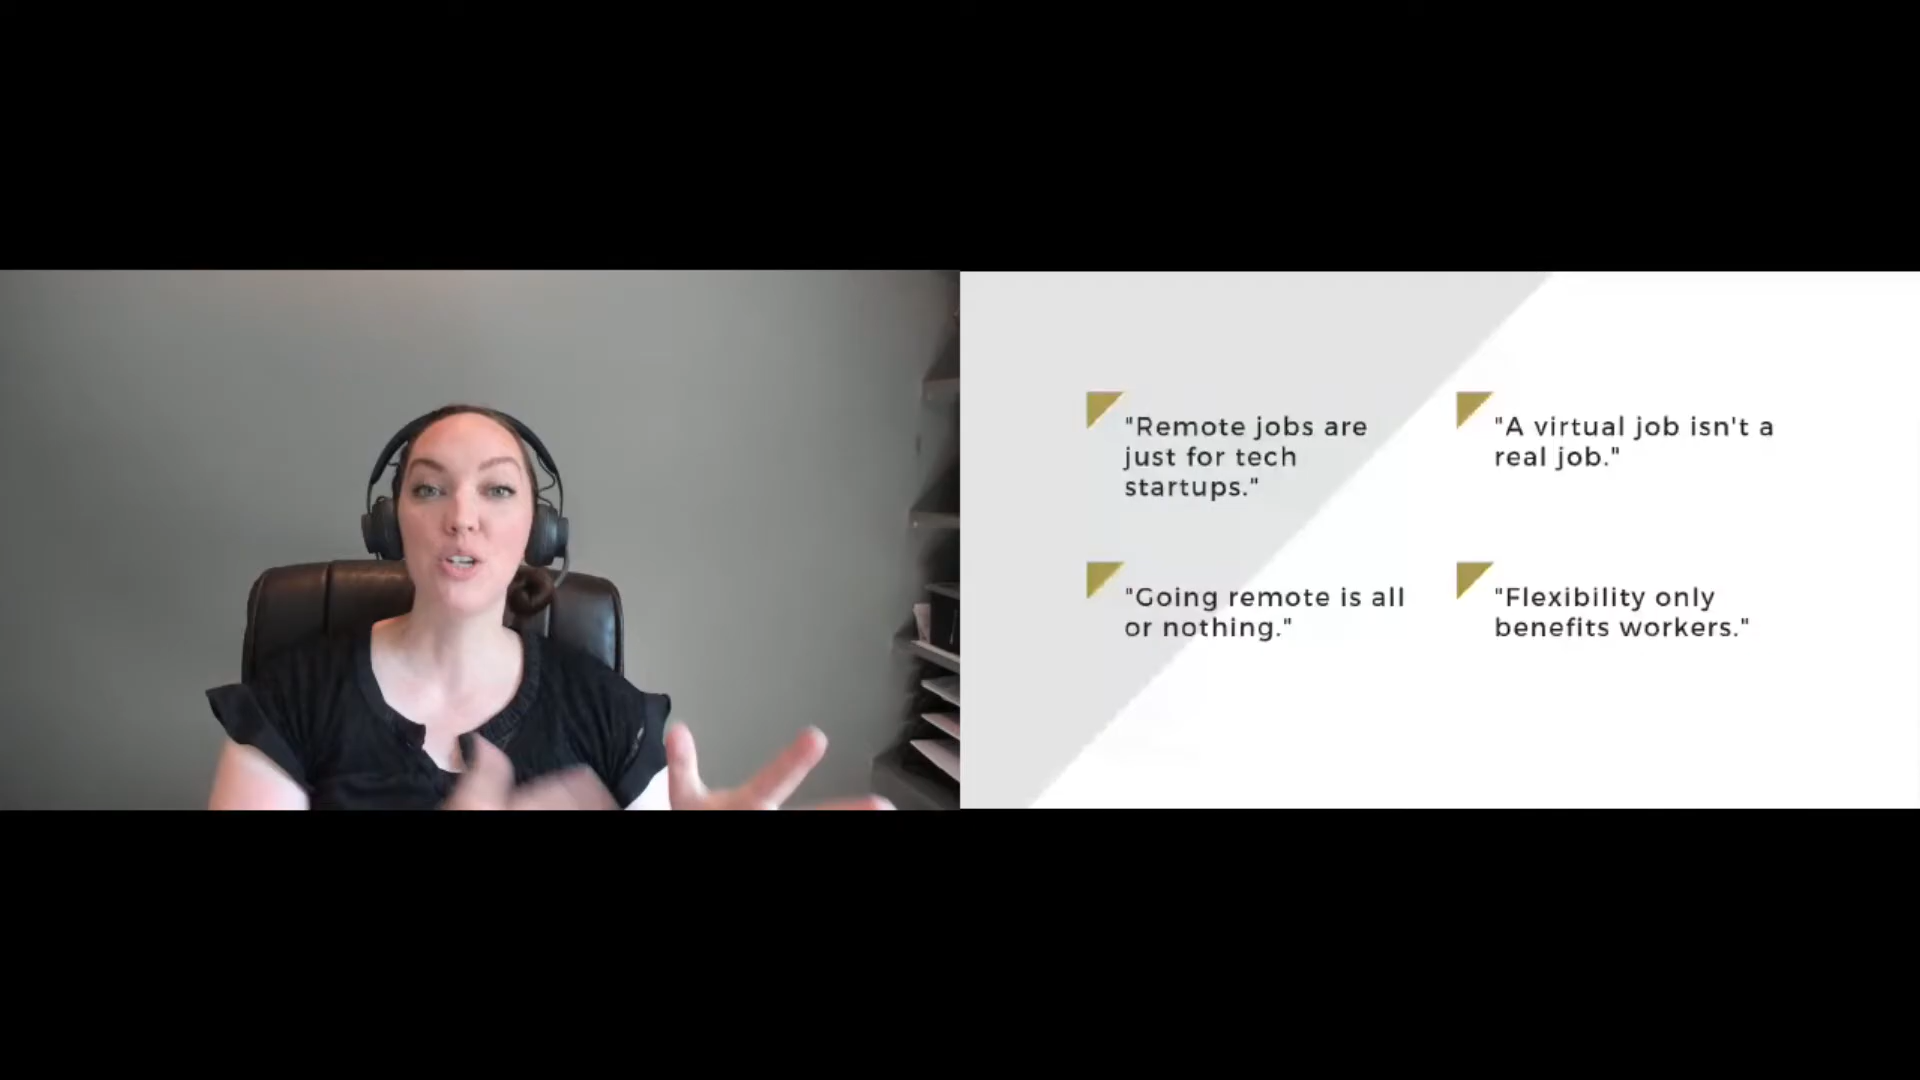 "Remote jobs are
just for tech
startups."
"A virtual job isn't a
real job."
"Going remote is all
or nothing."
"Flexibility only
benefits workers."